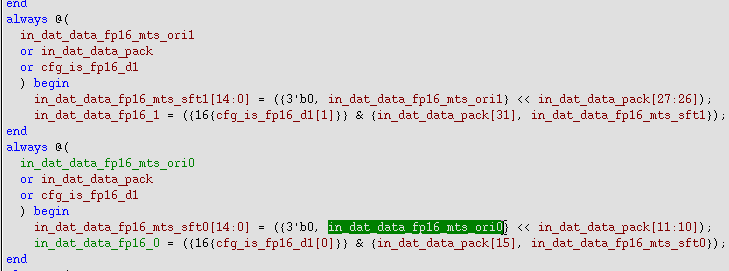 end
always @(
in_dat_data_fp16_mts_ori1
or in_dat_data_pack
or cfg_is_fp16_d1
) begin
in_dat_data_fp16_mts_sft1[14:0] = ({3'b0, in_dat_data_fp16_mts_ori1} << in_dat_data_pack[27:26]);
in_dat_data_fp16_1 = ({16{cfg_is_fp16_d1[1]}} & {in_dat_data_pack[31], in_dat_data_fp16_mts_sft1});
end
always @(
in_dat_data_fp16_mts_ori0
or in_dat_data_pack
or cfg_is_fp16_d1
) begin
in_dat_data_fp16_mts_sft0[14:0] = ({3'b0, in_dat_data_fp16_mts_ori0} << in_dat_data_pack[11:10]);
in_dat_data_fp16_0 = ({16{cfg_is_fp16_d1[0]}} & {in_dat_data_pack[15], in_dat_data_fp16_mts_sft0});
end